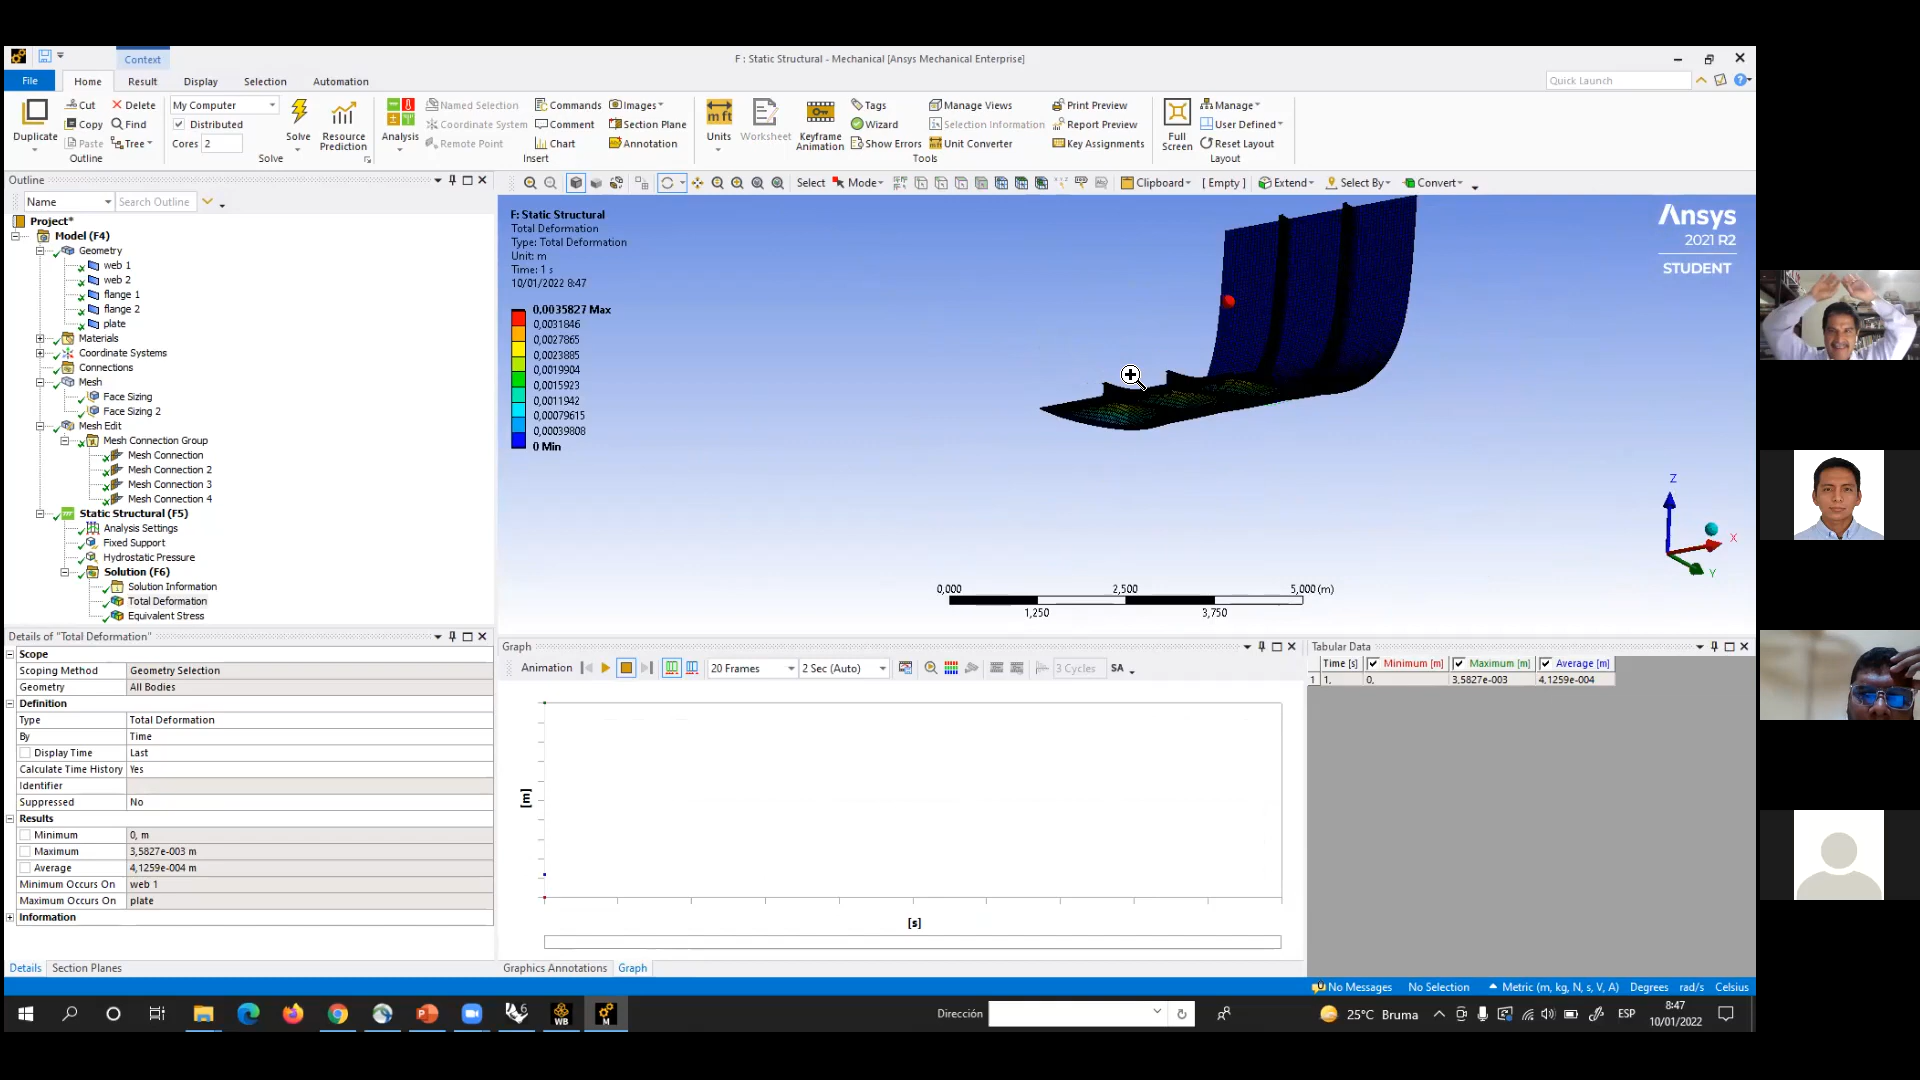 Context
F : Static Structural - Mechanical [Ansys Mechanical Enterprise]
File Home Result Display Selection Automation
Quick Launch
Duplicate
Cut
Copy
Paste
Delete
Find
Tree
Outline
My Computer
Distributed
Cores 2
Solve
Resource Prediction
Solve
Analysis
Named Selection
Coordinate System
Remote Point
Commands
Comment
Chart
Images
Section Plane
Annotation
Insert
Units
Worksheet
Keyframe Animation
Tags
Wizard
Show Errors
Manage Views
Selection Information
Unit Converter
Print Preview
Report Preview
Key Assignments
Tools
Full Screen
Manage
User Defined
Reset Layout
Layout
Outline
Name
Search Outline
Select Mode Clipboard [ Empty ] Extend Select By Convert
Project*
Model (F4)
Geometry
web 1
web 2
flange 1
flange 2
plate
Materials
Coordinate Systems
Connections
Mesh
Face Sizing
Face Sizing 2
Mesh Edit
Mesh Connection Group
Mesh Connection
Mesh Connection 2
Mesh Connection 3
Mesh Connection 4
Static Structural (F5)
Analysis Settings
Fixed Support
Hydrostatic Pressure
Solution (F6)
Solution Information
Total Deformation
Equivalent Stress
F: Static Structural
Total Deformation
Type: Total Deformation
Unit: m
Time: 1 s
10/01/2022 8:47
0,0035827 Max
0,0031846
0,0027865
0,0023885
0,0019904
0,0015923
0,0011942
0,00079615
0,00039808
0 Min
Ansys
2021 R2
STUDENT
Z
X
Y
0,000 2,500 5,000 (m)
1,250 3,750
Details of "Total Deformation"
Scope
Scoping Method Geometry Selection
Geometry All Bodies
Definition
Type Total Deformation
By Time
Display Time Last
Calculate Time History Yes
Identifier
Suppressed No
Results
Minimum 0, m
Maximum 3,5827e-003 m
Average 4,1259e-004 m
Minimum Occurs On web 1
Maximum Occurs On plate
Information
Details Section Planes
Graph
Animation 20 Frames 2 Sec (Auto) 3 Cycles SA
[m]
[s]
Graphics Annotations Graph
Tabular Data
Time [s] Minimum [m] Maximum [m] Average [m]
1 1, 0, 3,5827e-003 4,1259e-004
No Messages No Selection Metric (m, kg, N, s, V, A) Degrees rad/s Celsius
WB
M
Dirección
25°C Bruma
ESP
8:47
10/01/2022